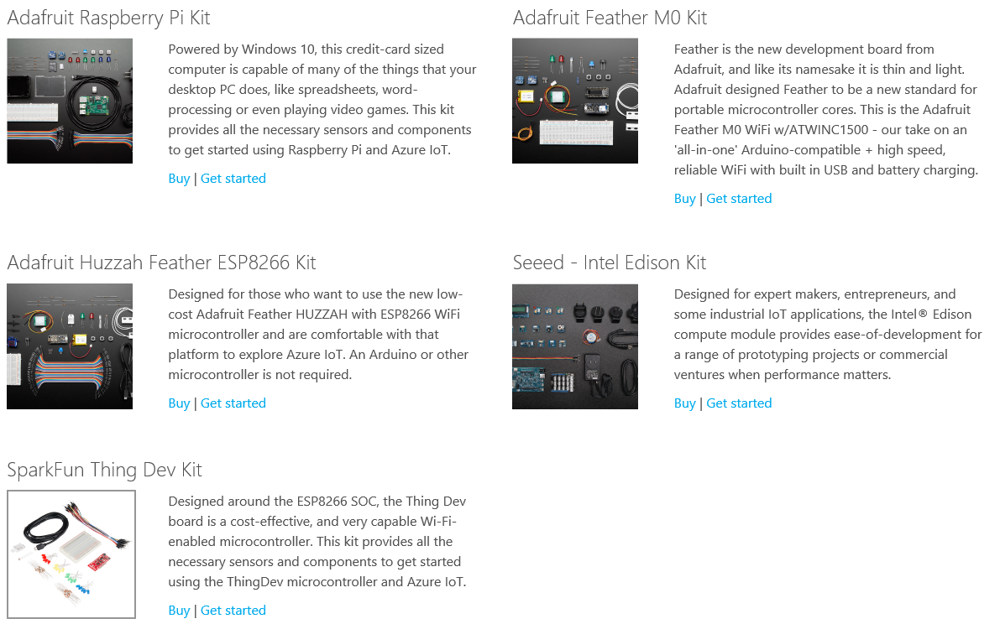 Adafruit Raspberry Pi Kit
Powered by Windows 10, this credit-card sized
computer is capable of many of the things that your
desktop PC does, like spreadsheets, word-
processing or even playing video games. This kit
provides all the necessary sensors and components
to get started using Raspberry Pi and Azure IoT.
Buy | Get started
Adafruit Feather M0 Kit
Feather is the new development board from
Adafruit, and like its namesake it is thin and light.
Adafruit designed Feather to be a new standard for
portable microcontroller cores. This is the Adafruit
Feather M0 WiFi w/ATWINC1500 - our take on an
'all-in-one' Arduino-compatible + high speed,
reliable WiFi with built in USB and battery charging.
Buy | Get started
Adafruit Huzzah Feather ESP8266 Kit
Designed for those who want to use the new low-
cost Adafruit Feather HUZZAH with ESP8266 WiFi
microcontroller and are comfortable with that
platform to explore Azure IoT. An Arduino or other
microcontroller is not required.
Buy | Get started
Seeed - Intel Edison Kit
Designed for expert makers, entrepreneurs, and
some industrial IoT applications, the Intel® Edison
compute module provides ease-of-development for
a range of prototyping projects or commercial
ventures when performance matters.
Buy | Get started
SparkFun Thing Dev Kit
Designed around the ESP8266 SOC, the Thing Dev
board is a cost-effective, and very capable Wi-Fi-
enabled microcontroller. This kit provides all the
necessary sensors and components to get started
using the ThingDev microcontroller and Azure IoT.
Buy | Get started